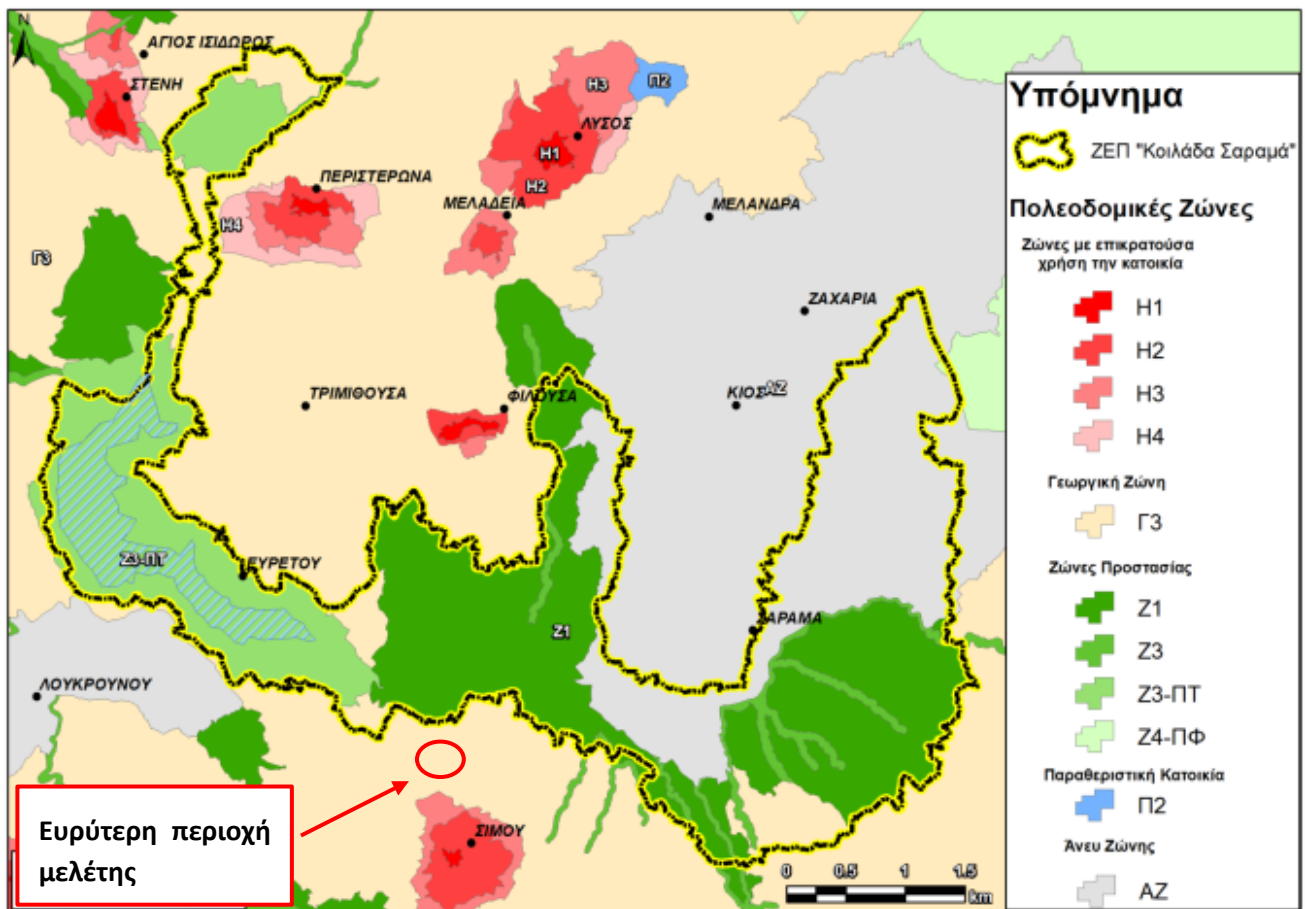 N
ΑΓΙΟΣ ΙΣΙΔΩΡΟΣ
ΣΤΕΝΗ
Η3
Π2
ΛΥΣΟΣ
Η1
Η2
ΠΕΡΙΣΤΕΡΩΝΑ
Η4
ΜΕΛΑΔΕΙΑ
ΜΕΛΑΝΔΡΑ
Γ3
ΖΑΧΑΡΙΑ
ΤΡΙΜΙΘΟΥΣΑ
ΦΙΛΟΥΣΑ
ΚΙΟΣ
ΑΖ
Ζ3-ΠΤ
ΕΥΡΕΤΟΥ
Ζ1
ΣΑΡΑΜΑ
ΛΟΥΚΡΟΥΝΟΥ
ΣΙΜΟΥ
Ευρύτερη περιοχή
μελέτης
0 0.5 1 1.5
km
Υπόμνημα
ΖΕΠ "Κοιλάδα Σαραμά"
Πολεοδομικές Ζώνες
Ζώνες με επικρατούσα
χρήση την κατοικία
Η1
Η2
Η3
Η4
Γεωργική Ζώνη
Γ3
Ζώνες Προστασίας
Ζ1
Ζ3
Ζ3-ΠΤ
Ζ4-ΠΦ
Παραθεριστική Κατοικία
Π2
Άνευ Ζώνης
ΑΖ